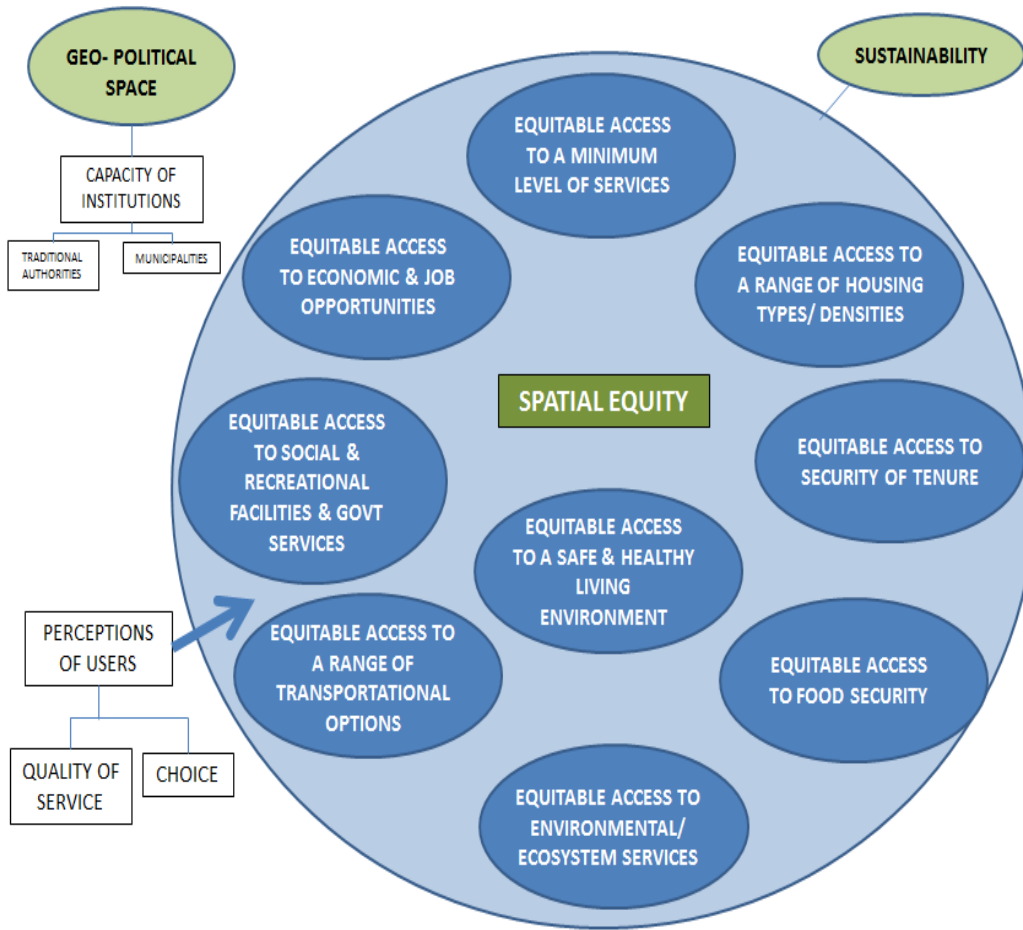 GEO- POLITICAL
SPACE
CAPACITY OF
INSTITUTIONS
TRADITIONAL
AUTHORITIES
MUNICIPALITIES
SUSTAINABILITY
EQUITABLE ACCESS
TO A MINIMUM
LEVEL OF SERVICES
EQUITABLE ACCESS
TO ECONOMIC & JOB
OPPORTUNITIES
EQUITABLE ACCESS TO
A RANGE OF HOUSING
TYPES/ DENSITIES
SPATIAL EQUITY
EQUITABLE ACCESS
TO SOCIAL &
RECREATIONAL
FACILITIES & GOVT
SERVICES
EQUITABLE ACCESS TO
SECURITY OF TENURE
EQUITABLE ACCESS
TO A SAFE & HEALTHY
LIVING
ENVIRONMENT
PERCEPTIONS
OF USERS
QUALITY OF
SERVICE
CHOICE
EQUITABLE ACCESS TO
A RANGE OF
TRANSPORTATIONAL
OPTIONS
EQUITABLE ACCESS
TO FOOD SECURITY
EQUITABLE ACCESS TO
ENVIRONMENTAL/
ECOSYSTEM SERVICES